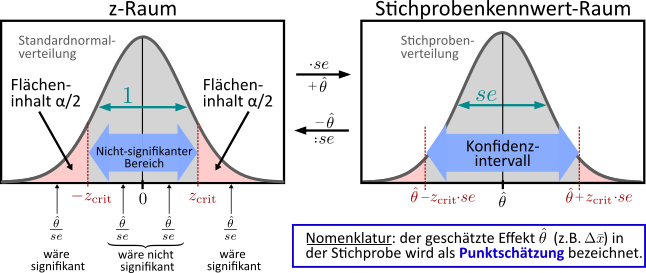 z-Raum
Standardnormal-
verteilung
Flächen-
inhalt α/2
Flächen-
inhalt α/2
1
Nicht-signifikanter
Bereich
−z_crit
0
z_crit
θ̂/se
θ̂/se
θ̂/se
θ̂/se
wäre
signifikant
wäre nicht
signifikant
wäre
signifikant
·se
+θ̂
−θ̂
:se
Stichprobenkennwert-Raum
Stichproben-
verteilung
se
Konfidenz-
intervall
θ̂−z_crit·se
θ̂
θ̂+z_crit·se
Nomenklatur: der geschätzte Effekt θ̂ (z.B. Δx̄) in
der Stichprobe wird als Punktschätzung bezeichnet.